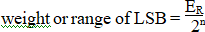 weight or range of LSB = E_R / 2^n